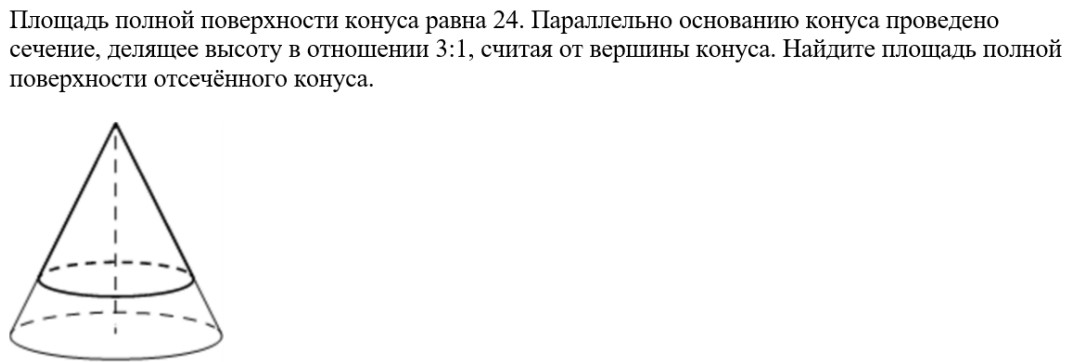 Площадь полной поверхности конуса равна 24. Параллельно основанию конуса проведено
сечение, делящее высоту в отношении 3:1, считая от вершины конуса. Найдите площадь полной
поверхности отсечённого конуса.